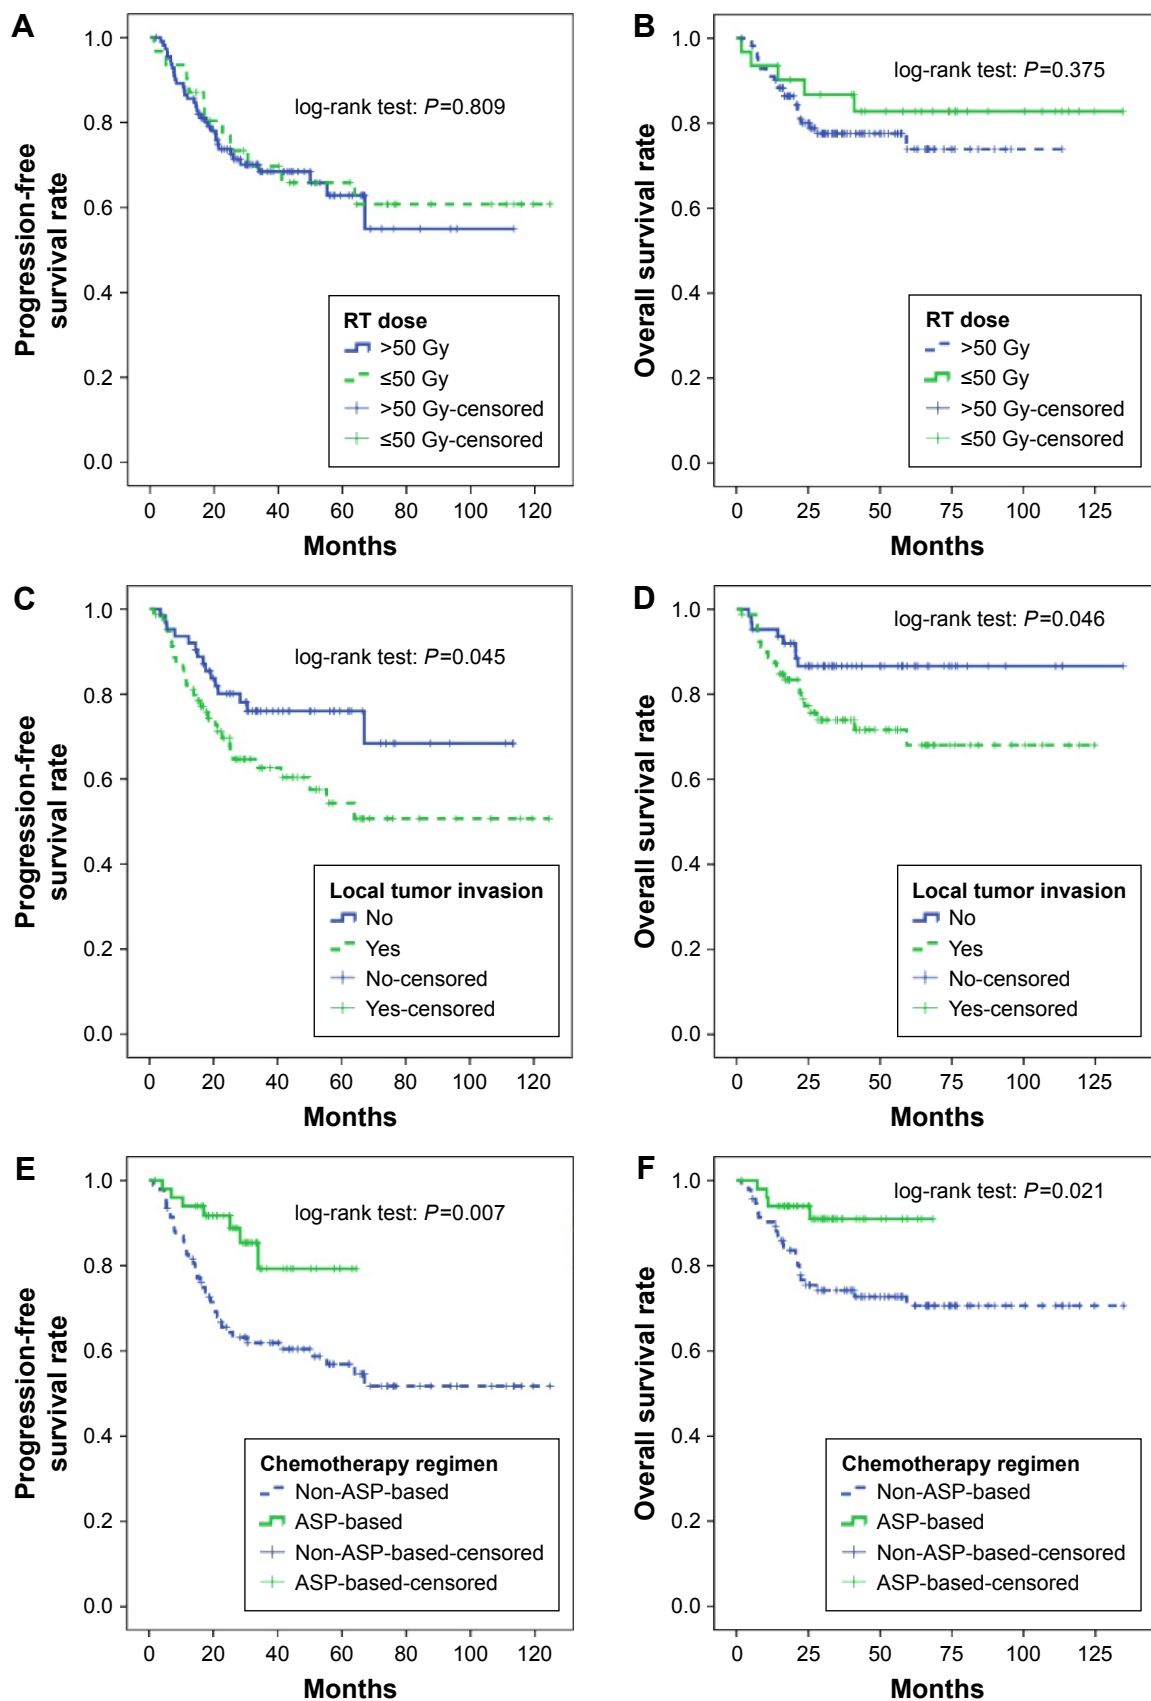 A
1.0
0.8
0.6
0.4
0.2
0.0
Progression-free
survival rate
log-rank test: P=0.809
RT dose
>50 Gy
≤50 Gy
>50 Gy-censored
≤50 Gy-censored
0 20 40 60 80 100 120
Months
B
1.0
0.8
0.6
0.4
0.2
0.0
Overall survival rate
log-rank test: P=0.375
RT dose
>50 Gy
≤50 Gy
>50 Gy-censored
≤50 Gy-censored
0 25 50 75 100 125
Months
C
1.0
0.8
0.6
0.4
0.2
0.0
Progression-free
survival rate
log-rank test: P=0.045
Local tumor invasion
No
Yes
No-censored
Yes-censored
0 20 40 60 80 100 120
Months
D
1.0
0.8
0.6
0.4
0.2
0.0
Overall survival rate
log-rank test: P=0.046
Local tumor invasion
No
Yes
No-censored
Yes-censored
0 25 50 75 100 125
Months
E
1.0
0.8
0.6
0.4
0.2
0.0
Progression-free
survival rate
log-rank test: P=0.007
Chemotherapy regimen
Non-ASP-based
ASP-based
Non-ASP-based-censored
ASP-based-censored
0 20 40 60 80 100 120
Months
F
1.0
0.8
0.6
0.4
0.2
0.0
Overall survival rate
log-rank test: P=0.021
Chemotherapy regimen
Non-ASP-based
ASP-based
Non-ASP-based-censored
ASP-based-censored
0 25 50 75 100 125
Months